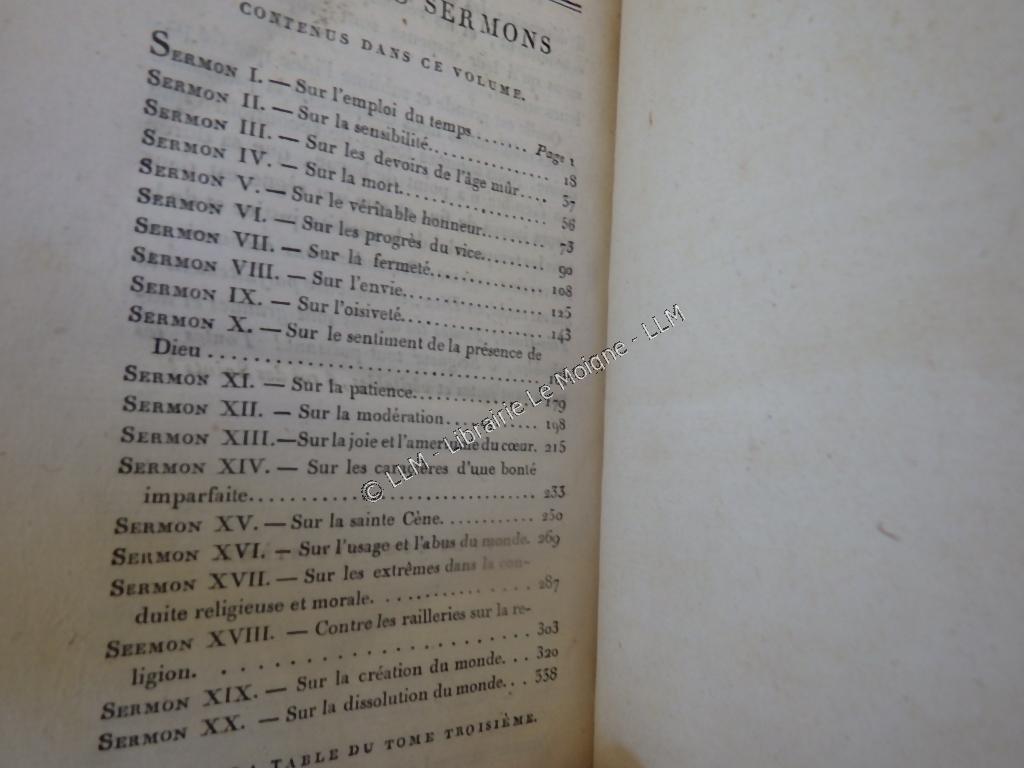 SERMONS
CONTENUS DANS CE VOLUME.
SERMON I. — Sur l'emploi du temps....... Page 1
SERMON II. — Sur la sensibilité............... 18
SERMON III. — Sur les devoirs de l'âge mûr.... 37
SERMON IV. — Sur la mort.................. 56
SERMON V. — Sur le véritable honneur......... 73
SERMON VI. — Sur les progrès du vice......... 90
SERMON VII. — Sur la fermeté............... 108
SERMON VIII. — Sur l'envie.................. 125
SERMON IX. — Sur l'oisiveté.................. 143
SERMON X. — Sur le sentiment de la présence de
Dieu ..............................
SERMON XI. — Sur la patience............... 179
SERMON XII. — Sur la modération............ 198
SERMON XIII.—Sur la joie et l'amertume du cœur. 215
SERMON XIV. — Sur les caractères d'une bonté
imparfaite.............................. 233
SERMON XV. — Sur la sainte Cène............ 250
SERMON XVI. — Sur l'usage et l'abus du monde. 269
SERMON XVII. — Sur les extrêmes dans la con-
duite religieuse et morale............. 287
SEEMON XVIII. — Contre les railleries sur la re-
ligion.......................... 303
SERMON XIX. — Sur la création du monde... 320
SERMON XX. — Sur la dissolution du monde... 338
TABLE DU TOME TROISIÈME.
© LLM - Librairie Le Moigne - LLM